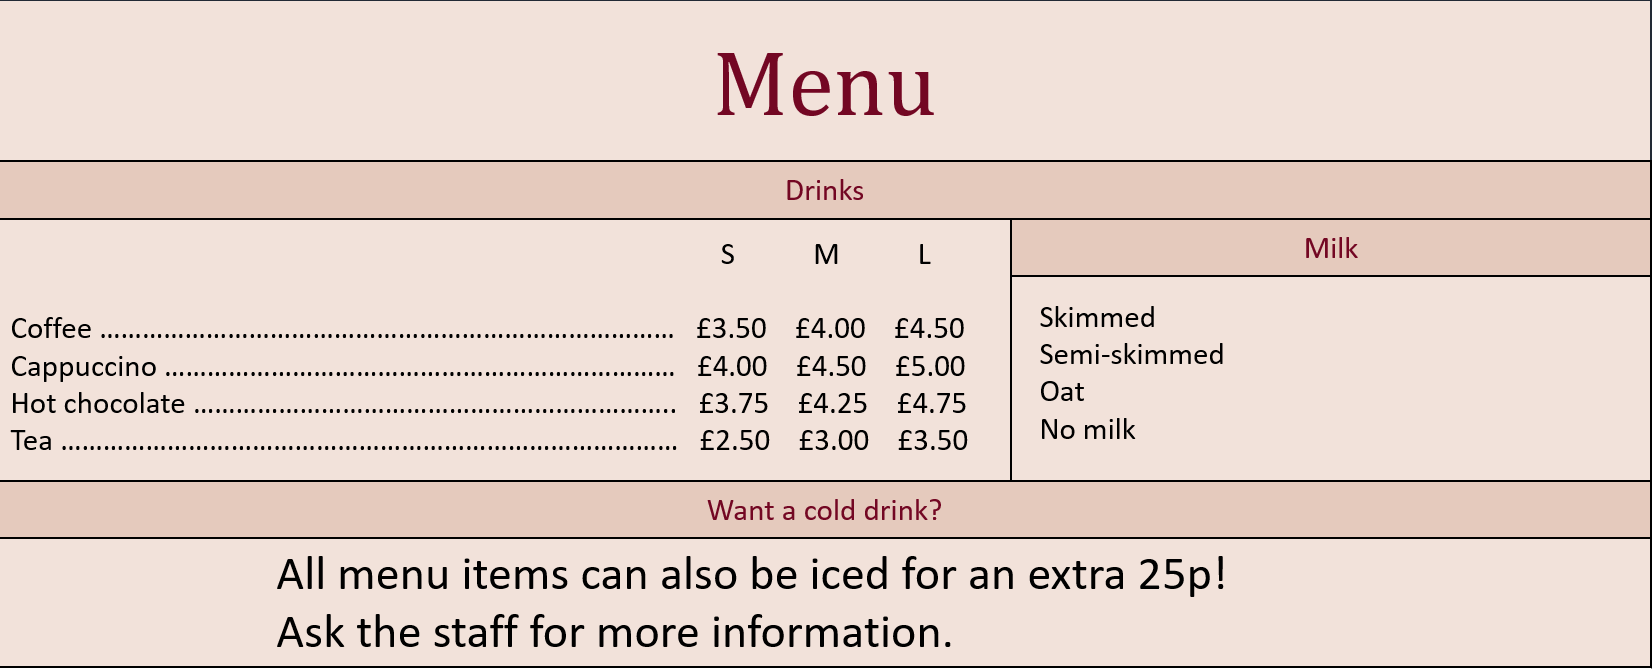 Menu
Drinks
S M L
Coffee ........................................................................ £3.50 £4.00 £4.50
Cappuccino ................................................................ £4.00 £4.50 £5.00
Hot chocolate ............................................................. £3.75 £4.25 £4.75
Tea ............................................................................. £2.50 £3.00 £3.50
Milk
Skimmed
Semi-skimmed
Oat
No milk
Want a cold drink?
All menu items can also be iced for an extra 25p!
Ask the staff for more information.